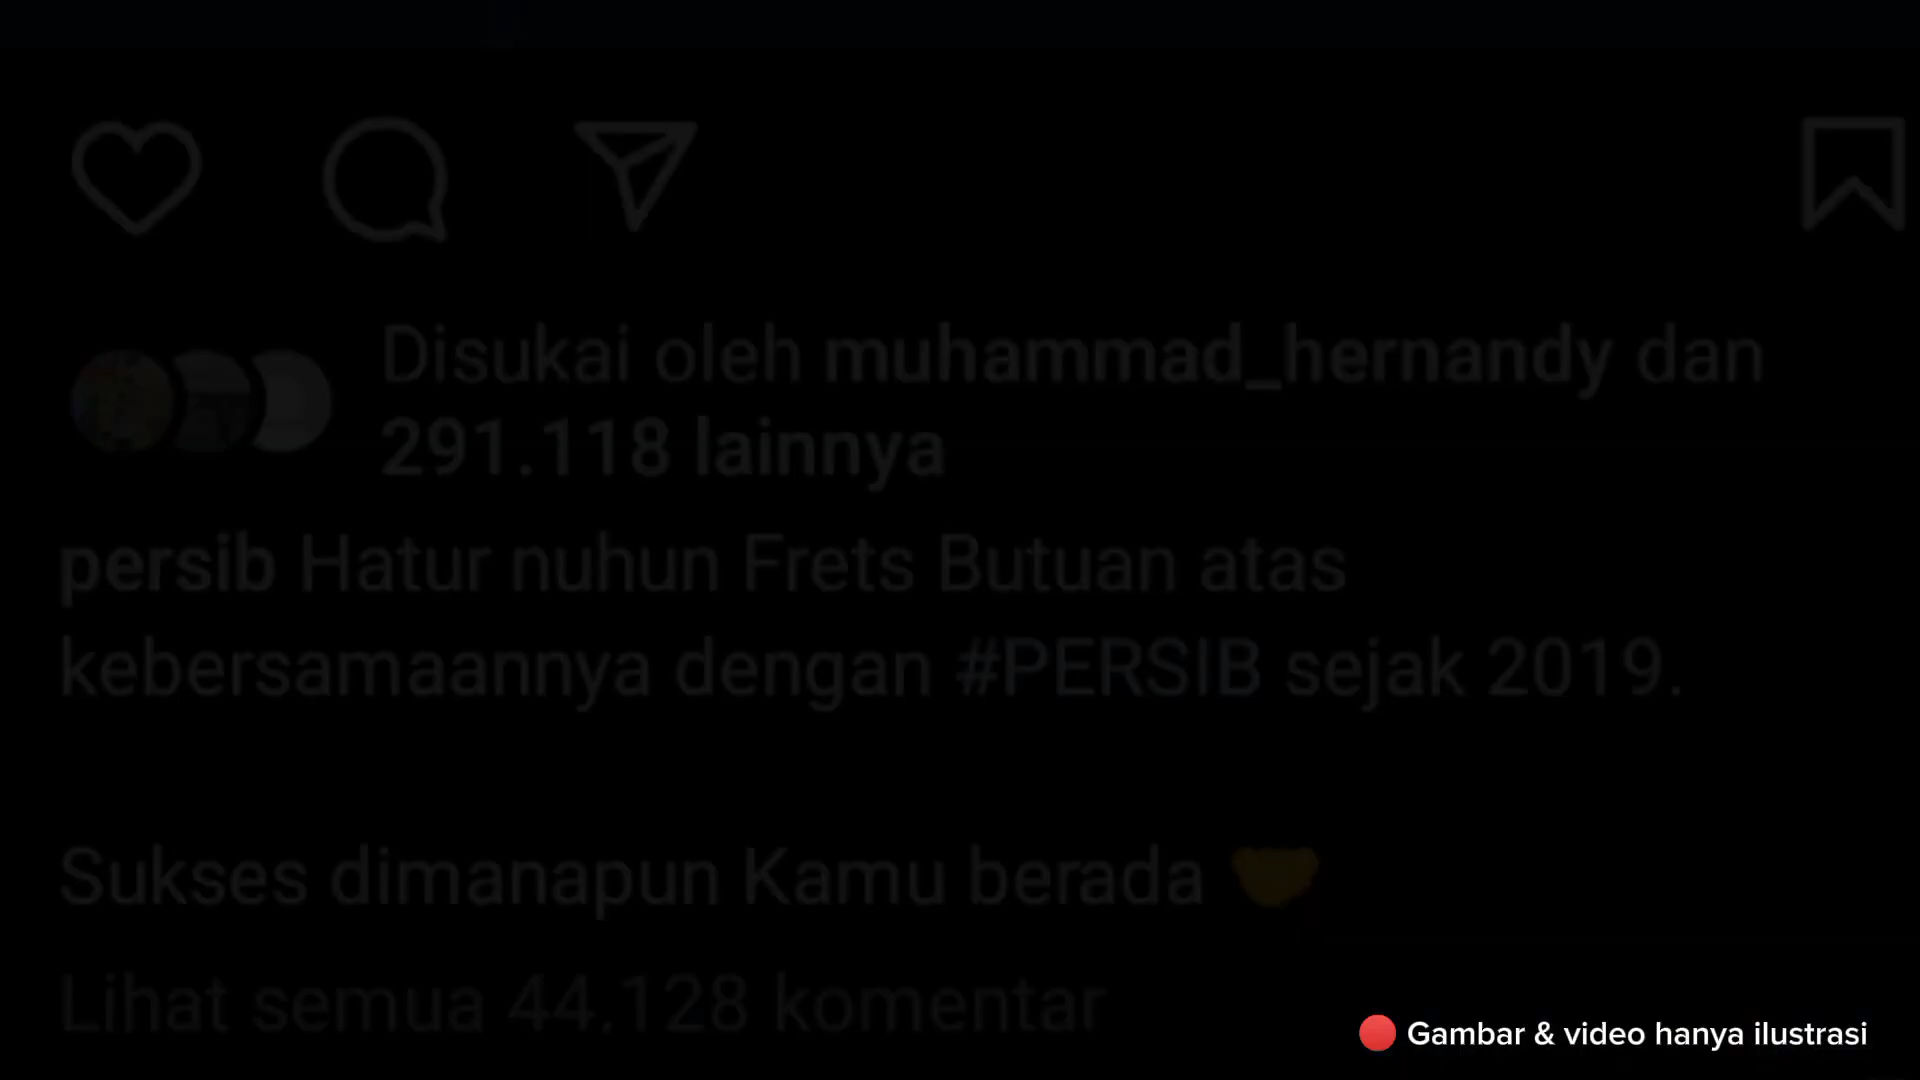 Disukai oleh muhammad_hernandy dan
291.118 lainnya
persib Hatur nuhun Frets Butuan atas
kebersamaannya dengan #PERSIB sejak 2019.
Sukses dimanapun Kamu berada
Lihat semua 44.128 komentar
Gambar & video hanya ilustrasi